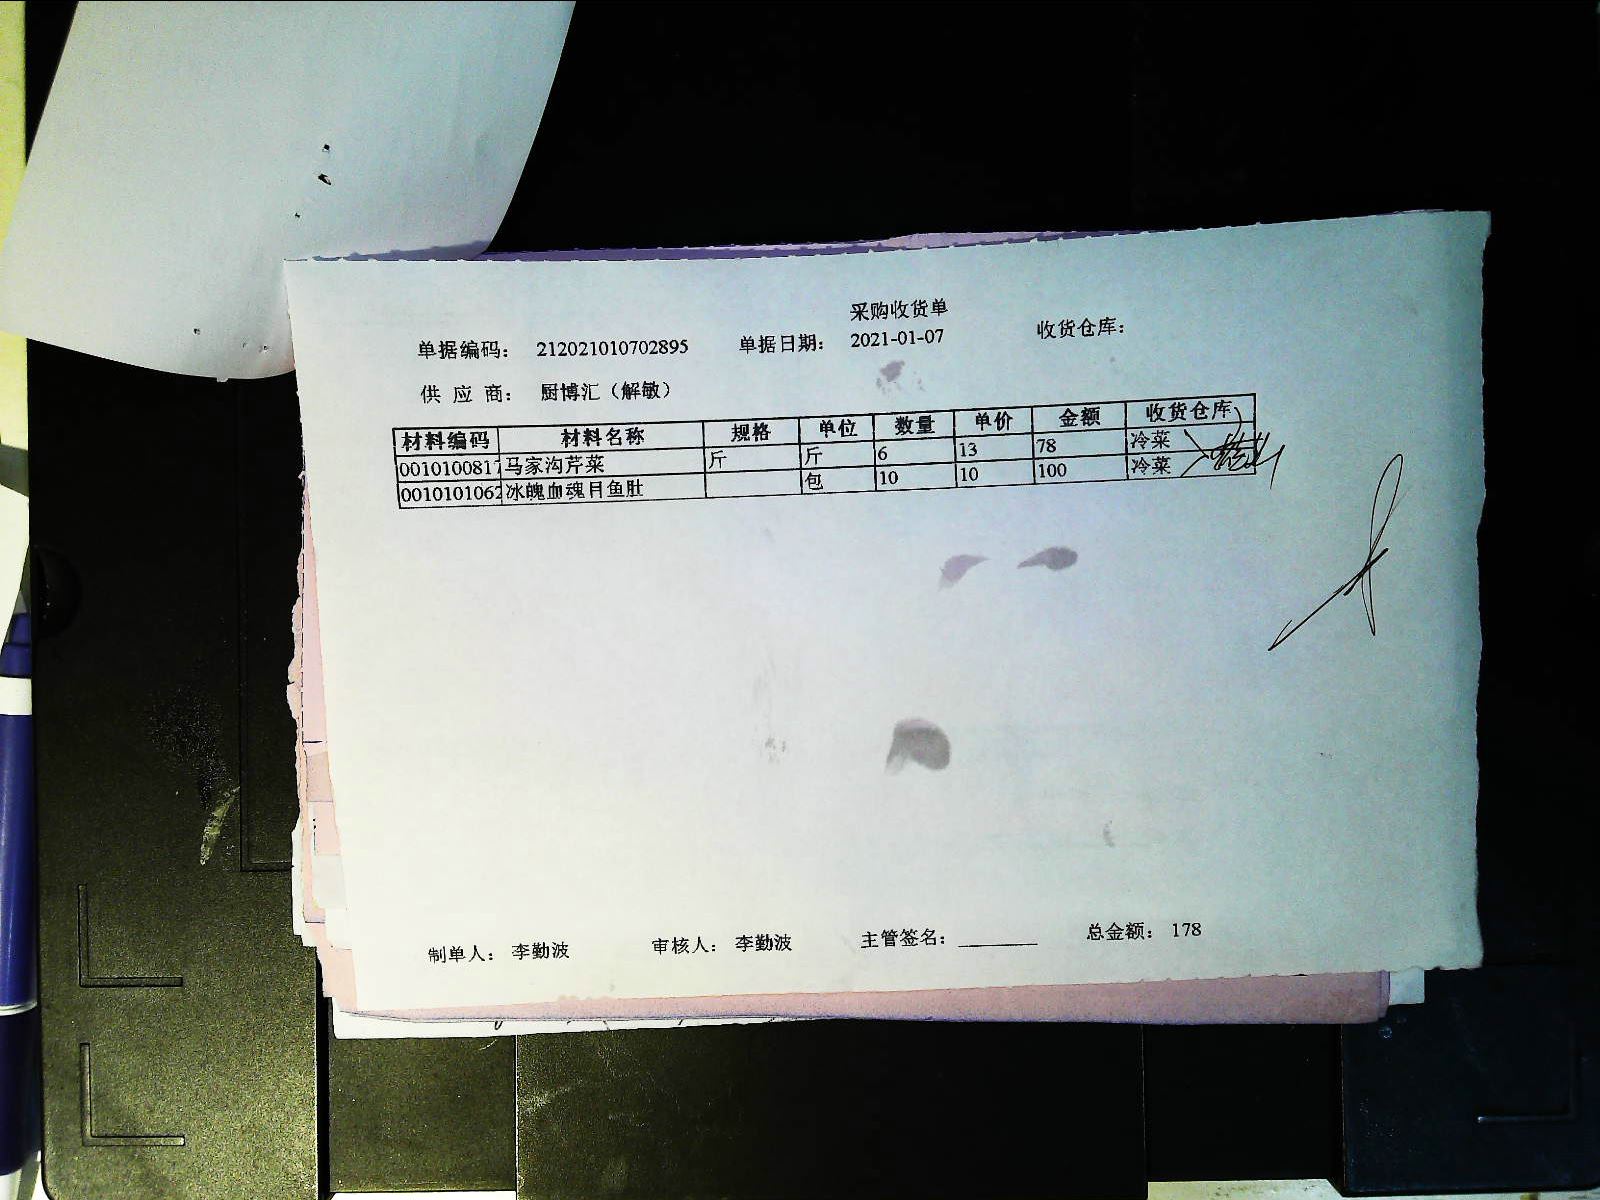 采购收货单
单据编码： 212021010702895 单据日期： 2021-01-07 收货仓库：
供 应 商： 厨博汇（解敏）
材料编码 材料名称 规格 单位 数量 单价 金额 收货仓库
0010100817 马家沟芹菜 斤 斤 6 13 78 冷菜
0010101062 冰魄血魂目鱼肚 包 10 10 100 冷菜
制单人： 李勤波 审核人： 李勤波 主管签名： 总金额： 178